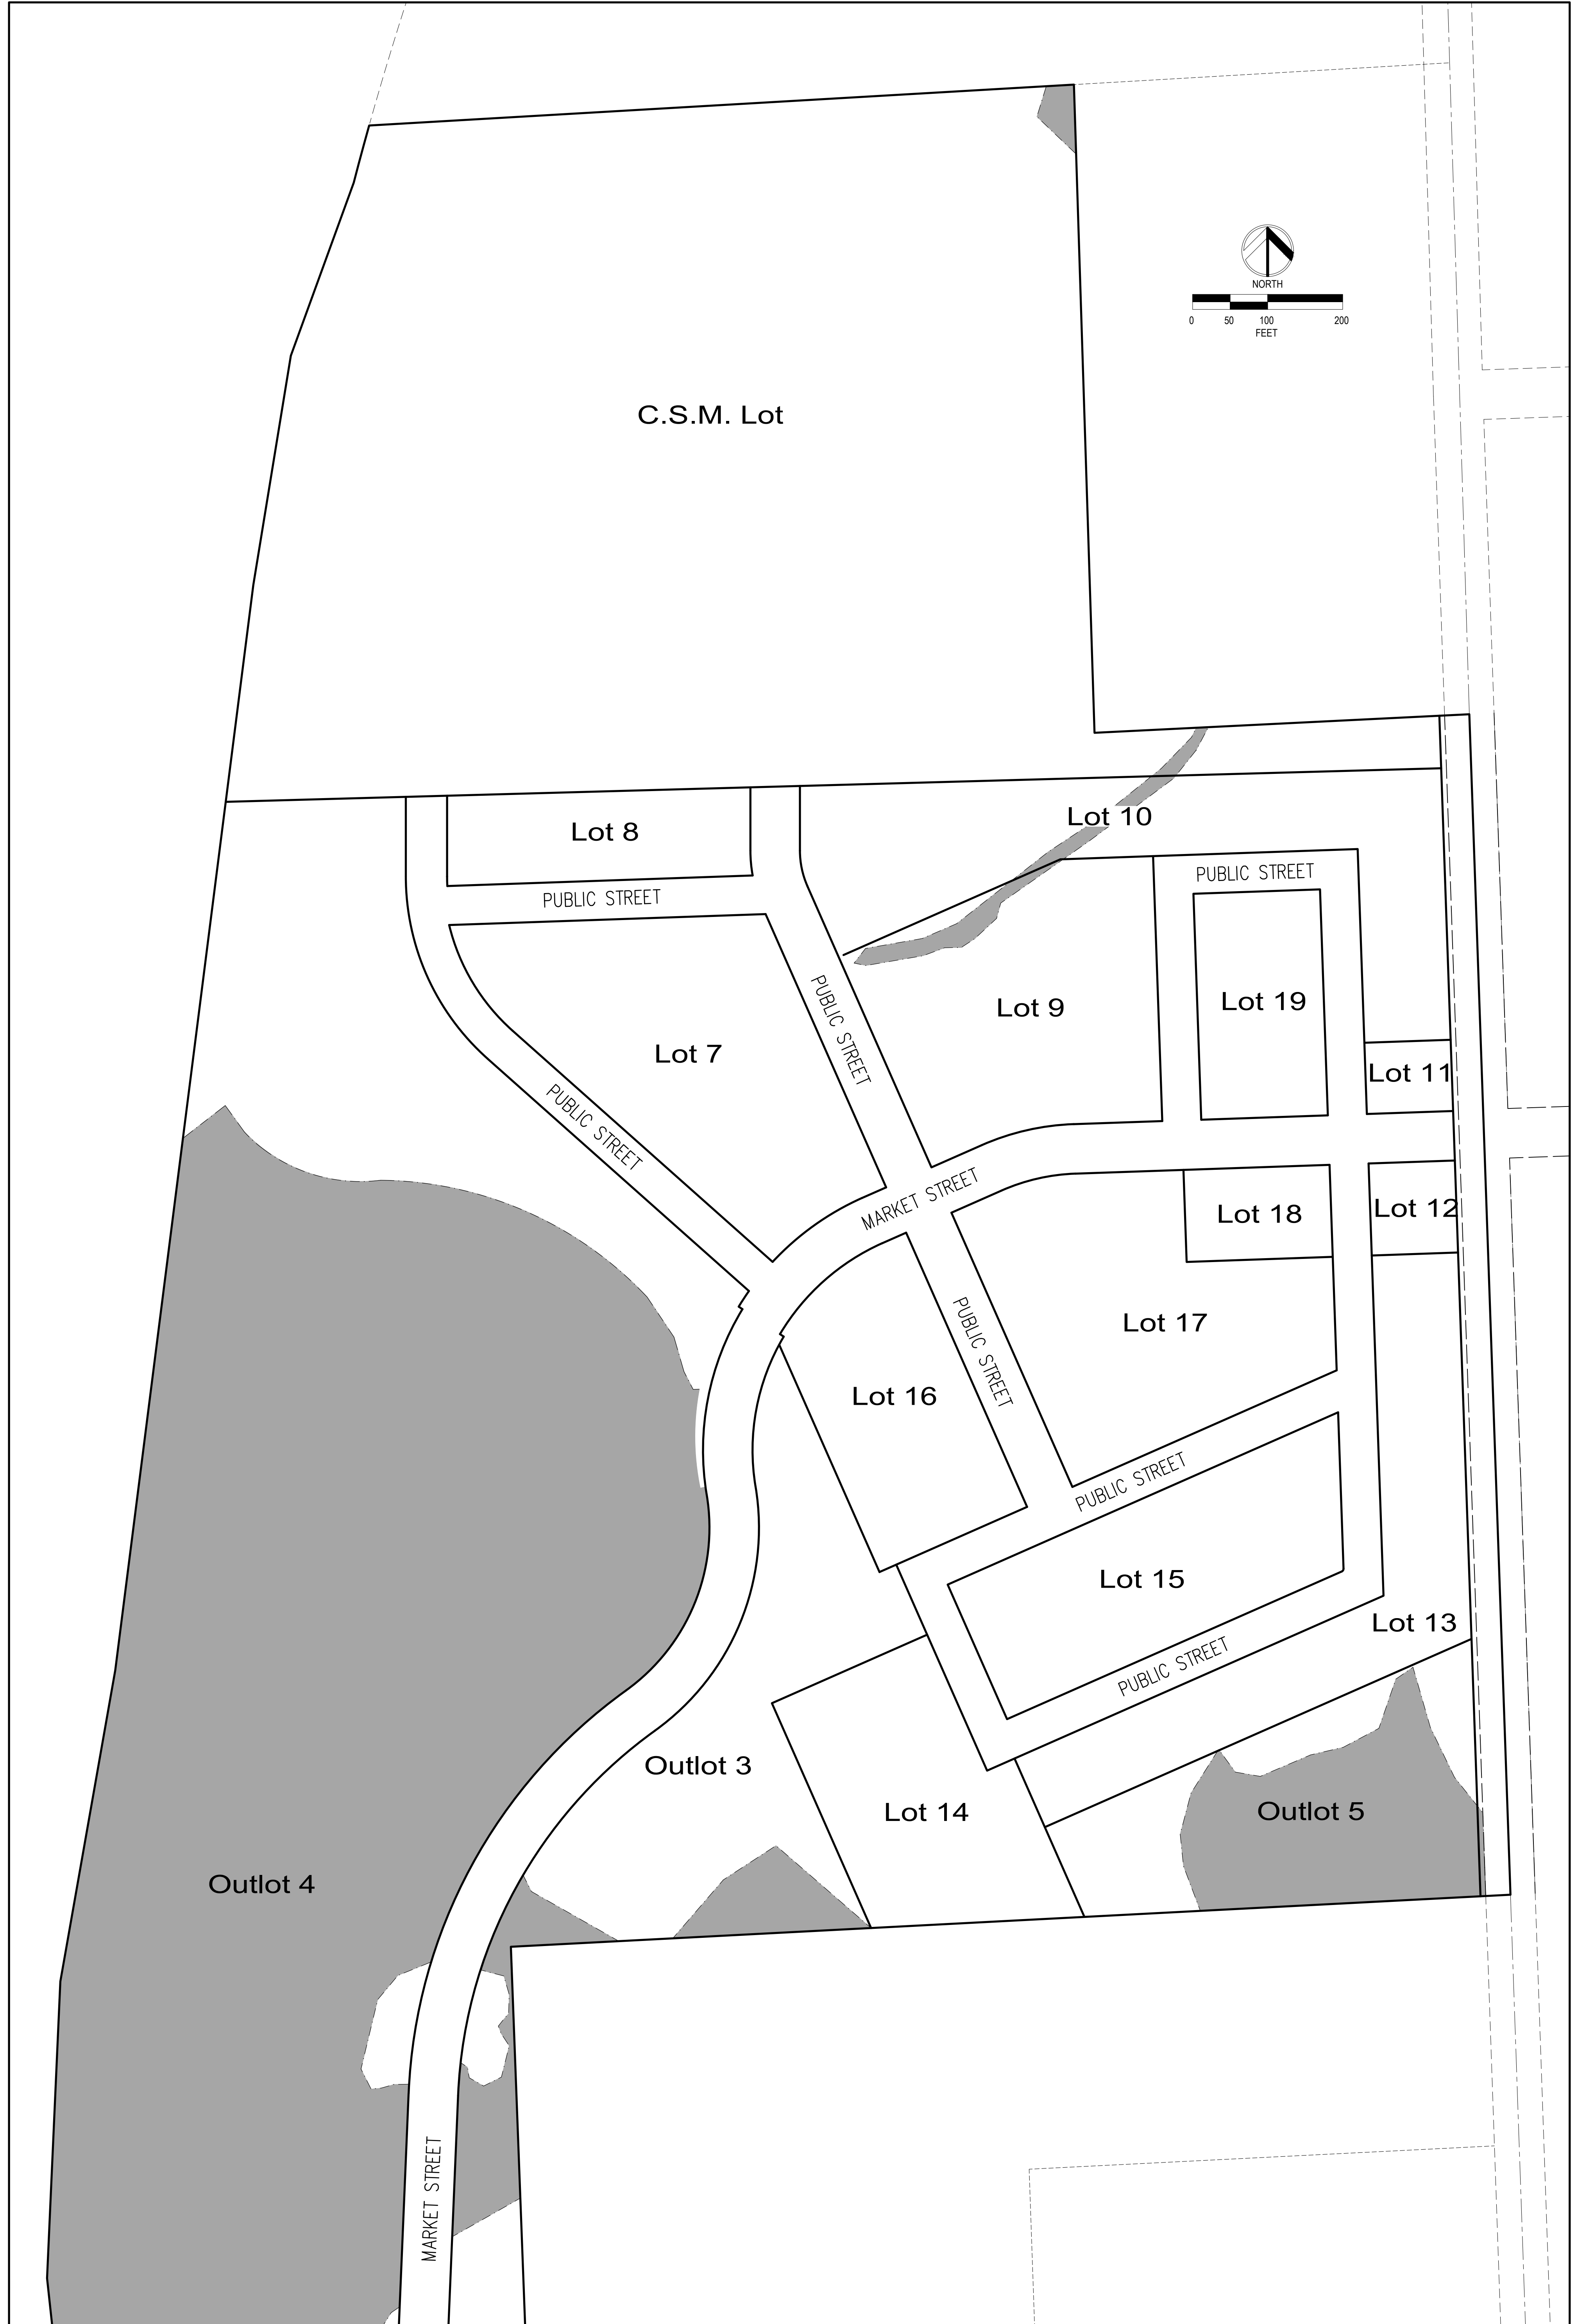 NORTH
0 50 100 200
FEET
C.S.M. Lot
Lot 10
Lot 8
PUBLIC STREET
PUBLIC STREET
Lot 19
Lot 9
PUBLIC STREET
Lot 7
Lot 11
PUBLIC STREET
MARKET STREET
Lot 12
Lot 18
Lot 17
PUBLIC STREET
Lot 16
PUBLIC STREET
Lot 15
Lot 13
PUBLIC STREET
Outlot 3
Lot 14
Outlot 5
Outlot 4
MARKET STREET